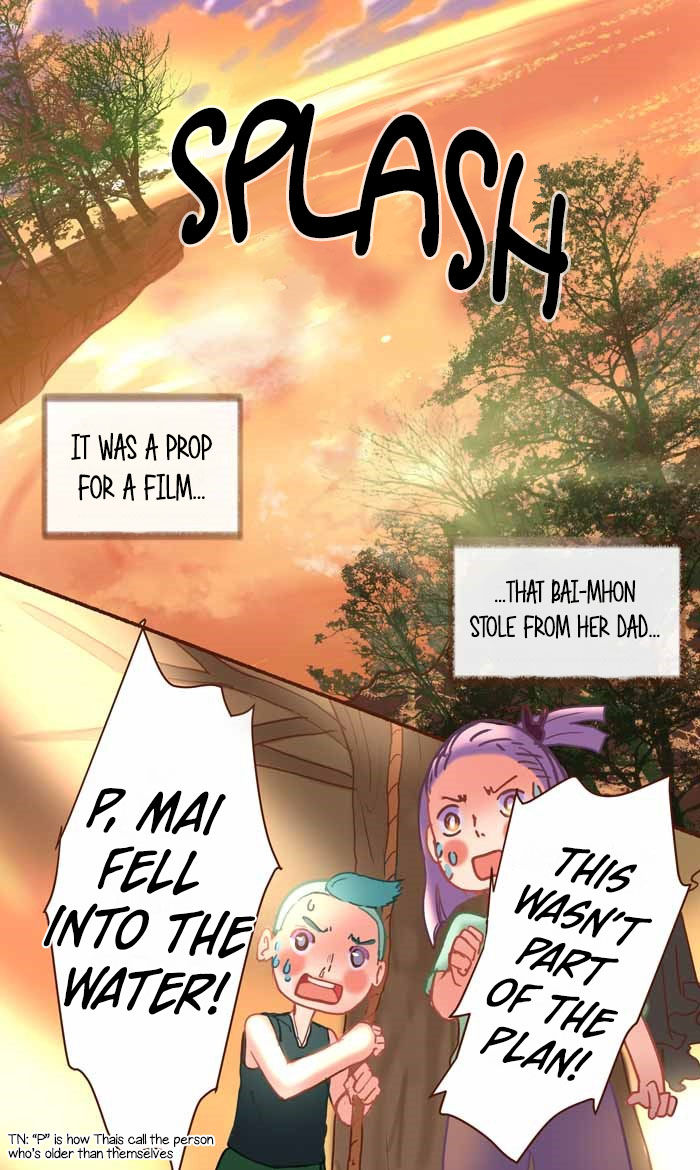 SPLASH
IT WAS A PROP
FOR A FILM...
...THAT BAI-MHON
STOLE FROM HER DAD...
P, MAI
FELL
INTO THE
WATER!
THIS
WASN'T
PART
OF THE
PLAN!
TN: "P" is how Thais call the person
who's older than themselves